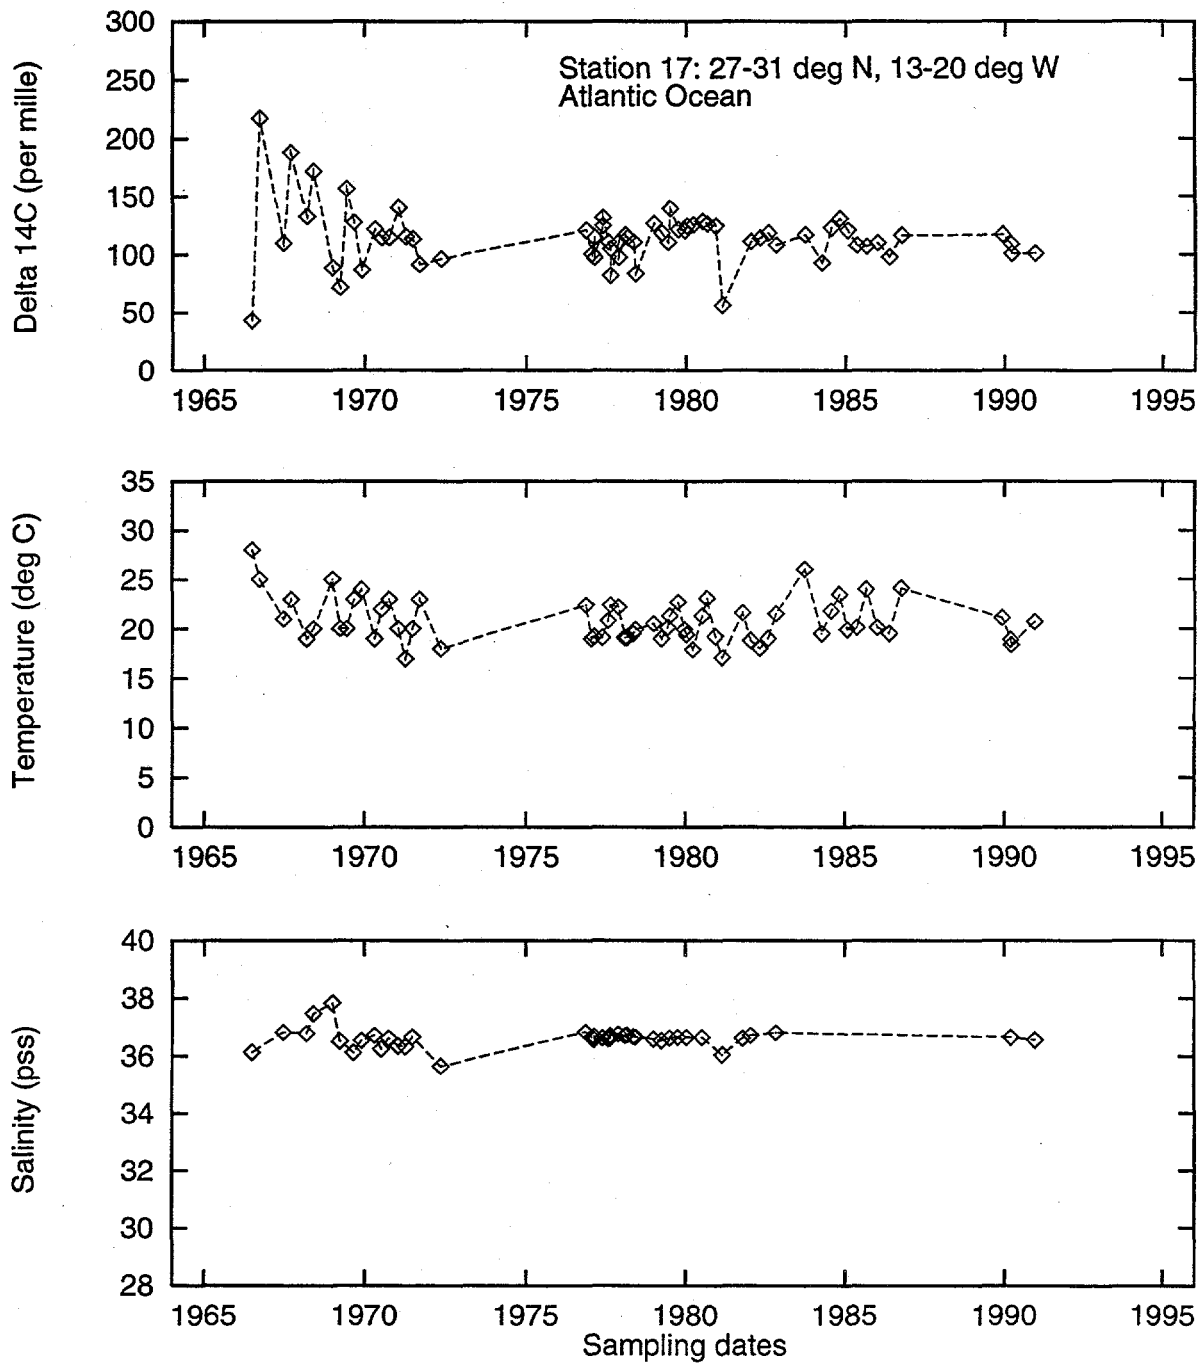 300
250
200
150
100
50
0
Delta 14C (per mille)
Station 17: 27-31 deg N, 13-20 deg W
Atlantic Ocean
1965 1970 1975 1980 1985 1990 1995
35
30
25
20
15
10
5
0
Temperature (deg C)
1965 1970 1975 1980 1985 1990 1995
40
38
36
34
32
30
28
Salinity (pss)
1965 1970 1975 1980 1985 1990 1995
Sampling dates